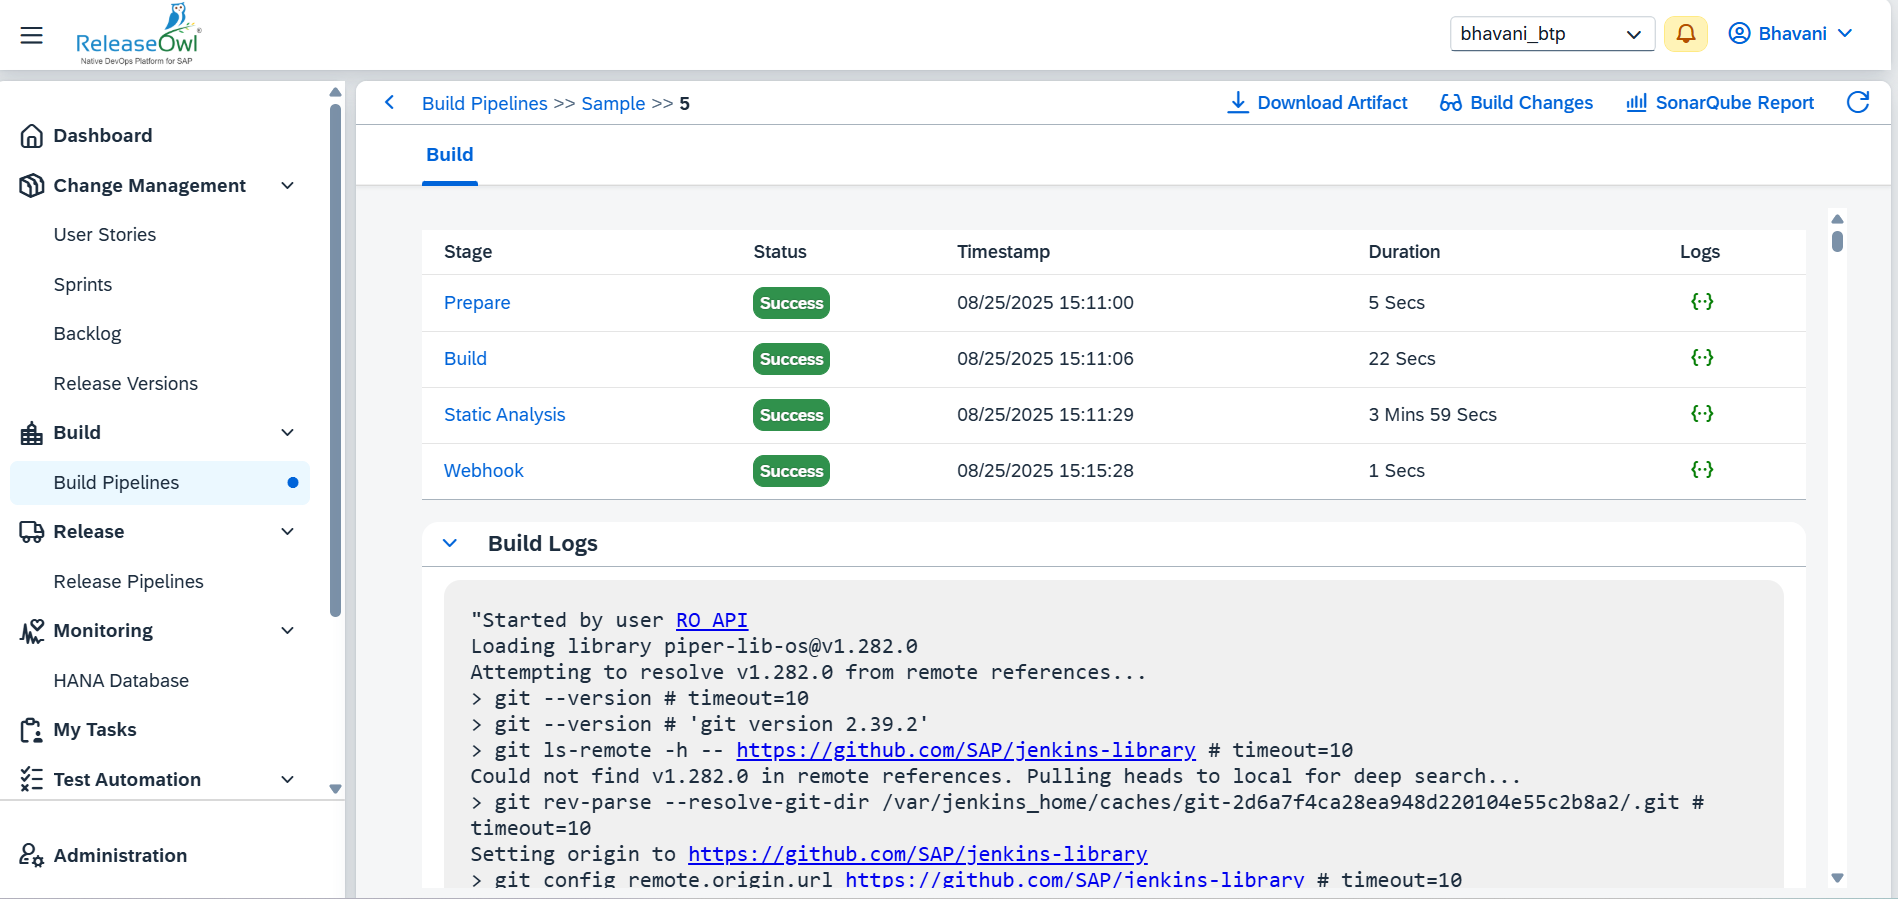 ReleaseOwl
Native DevOps Platform for SAP
bhavani_btp
Bhavani
Dashboard
Change Management
User Stories
Sprints
Backlog
Release Versions
Build
Build Pipelines
Release
Release Pipelines
Monitoring
HANA Database
My Tasks
Test Automation
Administration
Build Pipelines >> Sample >> 5
Download Artifact
Build Changes
SonarQube Report
Build
Stage Status Timestamp Duration Logs
Prepare Success 08/25/2025 15:11:00 5 Secs
Build Success 08/25/2025 15:11:06 22 Secs
Static Analysis Success 08/25/2025 15:11:29 3 Mins 59 Secs
Webhook Success 08/25/2025 15:15:28 1 Secs
Build Logs
"Started by user RO API
Loading library piper-lib-os@v1.282.0
Attempting to resolve v1.282.0 from remote references...
> git --version # timeout=10
> git --version # 'git version 2.39.2'
> git ls-remote -h -- https://github.com/SAP/jenkins-library # timeout=10
Could not find v1.282.0 in remote references. Pulling heads to local for deep search...
> git rev-parse --resolve-git-dir /var/jenkins_home/caches/git-2d6a7f4ca28ea948d220104e55c2b8a2/.git #
timeout=10
Setting origin to https://github.com/SAP/jenkins-library
> git config remote.origin.url https://github.com/SAP/jenkins-library # timeout=10